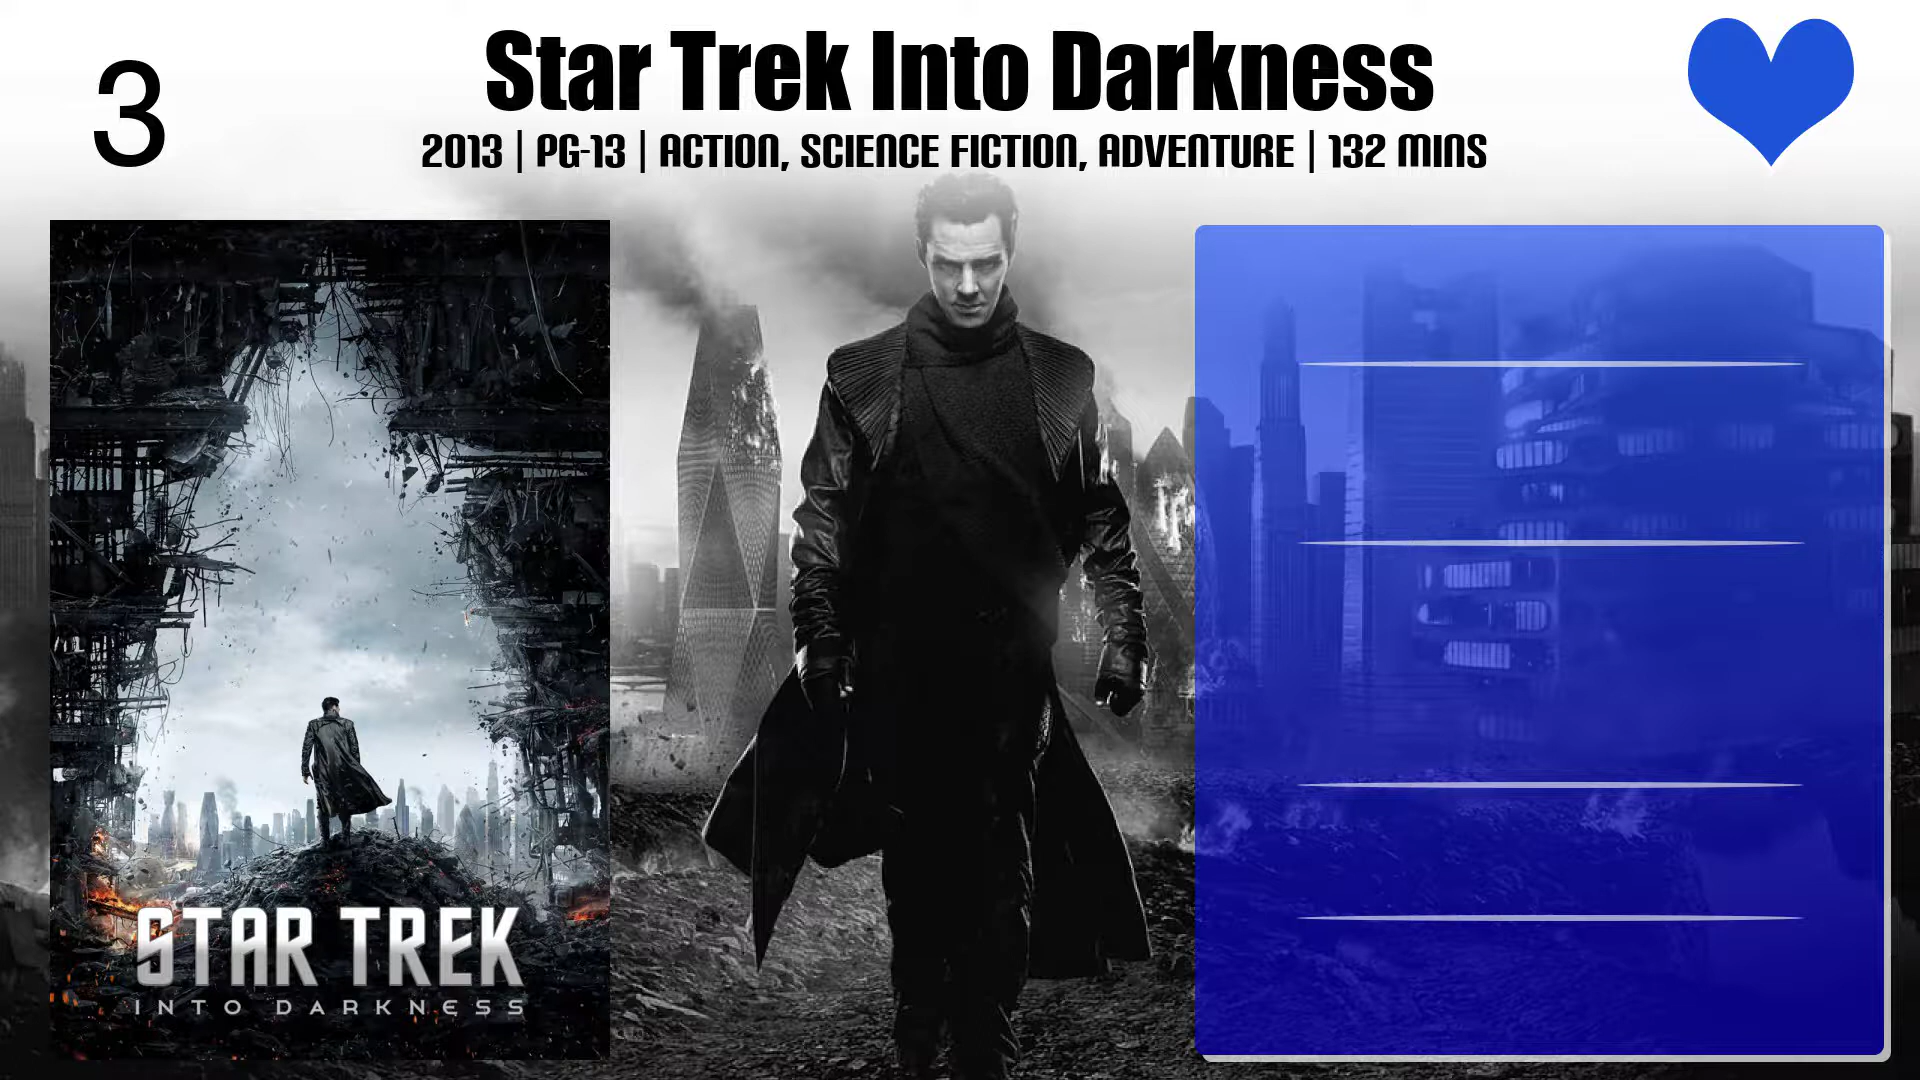 3
Star Trek Into Darkness
2013 | PG-13 | ACTION, SCIENCE FICTION, ADVENTURE | 132 MINS
STAR TREK
INTO DARKNESS